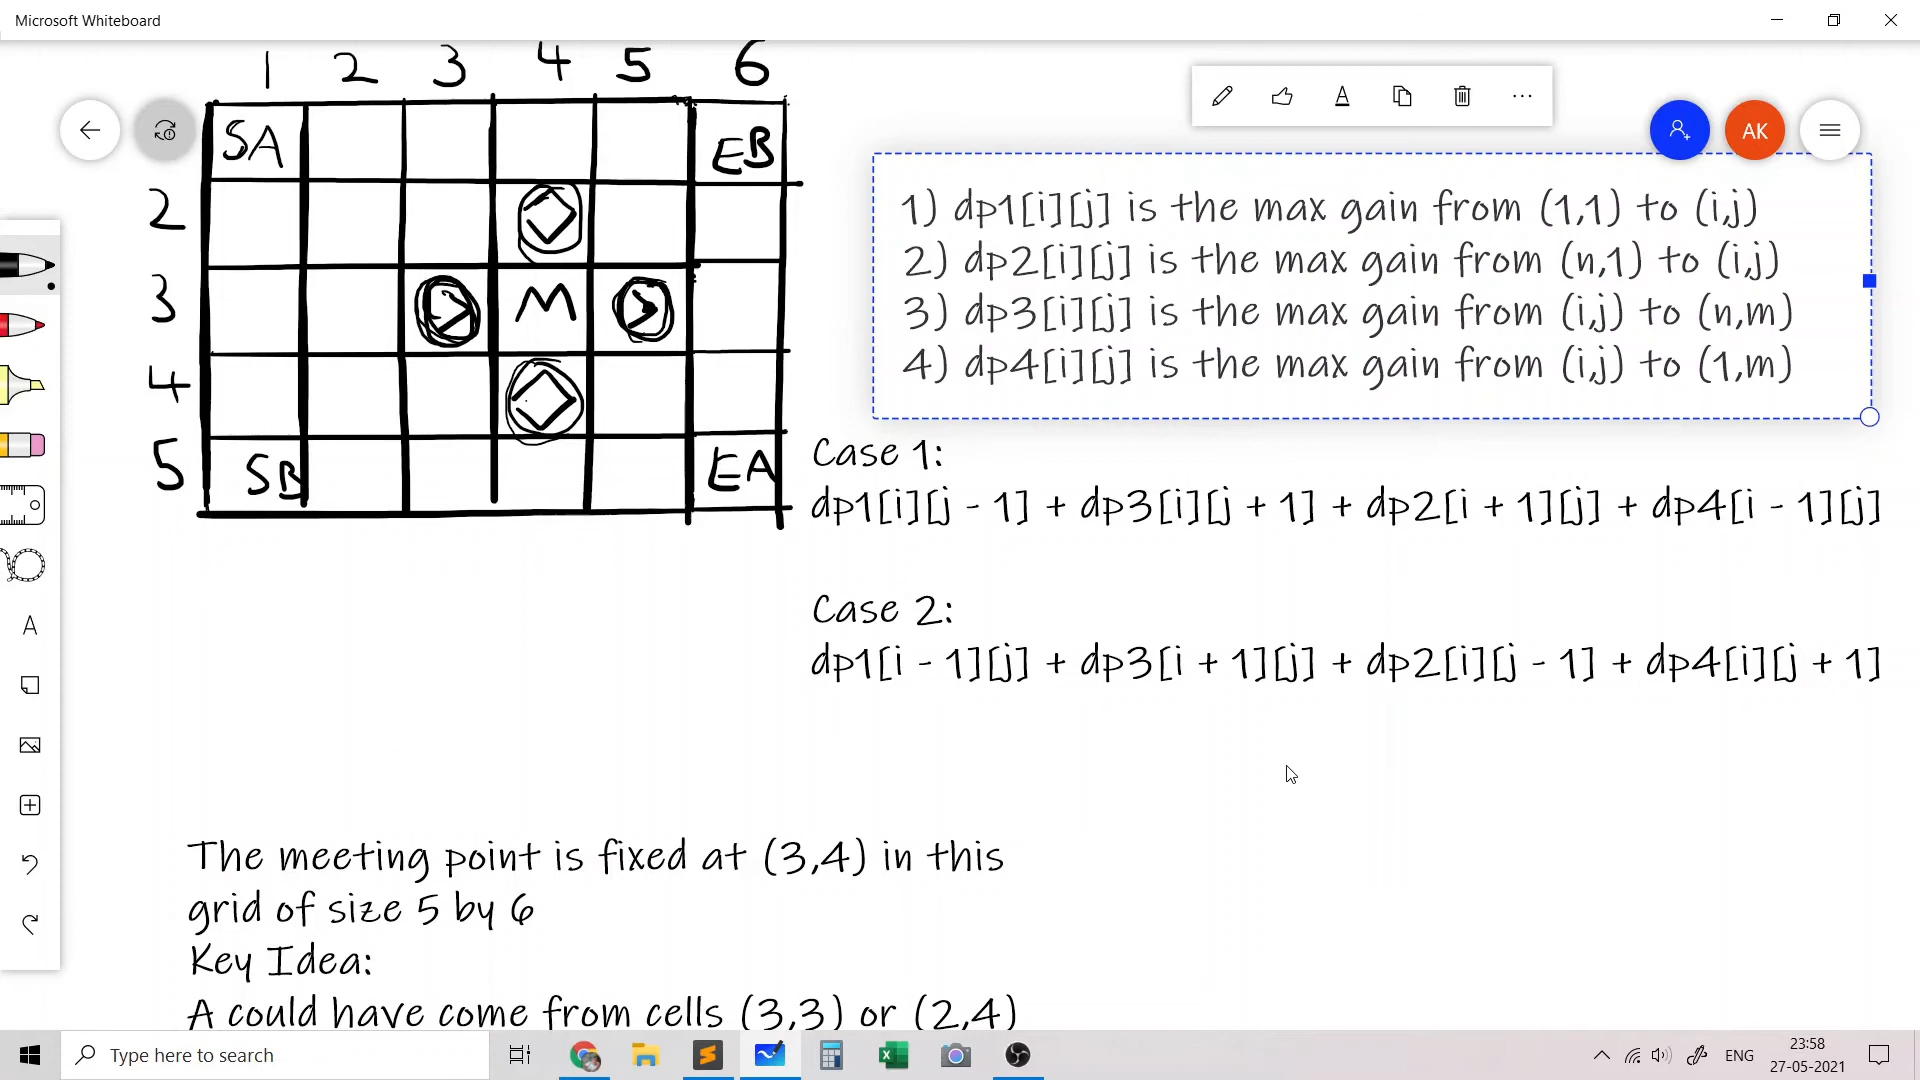 Microsoft Whiteboard
1 2 3 4 5 6
SA EB
2
3 M
4
5 SB EA
AK
1) dp1[i][j] is the max gain from (1,1) to (i,j)
2) dp2[i][j] is the max gain from (n,1) to (i,j)
3) dp3[i][j] is the max gain from (i,j) to (n,m)
4) dp4[i][j] is the max gain from (i,j) to (1,m)
Case 1:
dp1[i][j - 1] + dp3[i][j + 1] + dp2[i + 1][j] + dp4[i - 1][j]
Case 2:
dp1[i - 1][j] + dp3[i + 1][j] + dp2[i][j - 1] + dp4[i][j + 1]
The meeting point is fixed at (3,4) in this
grid of size 5 by 6
Key Idea:
A could have come from cells (3,3) or (2,4)
Type here to search
ENG
23:58
27-05-2021